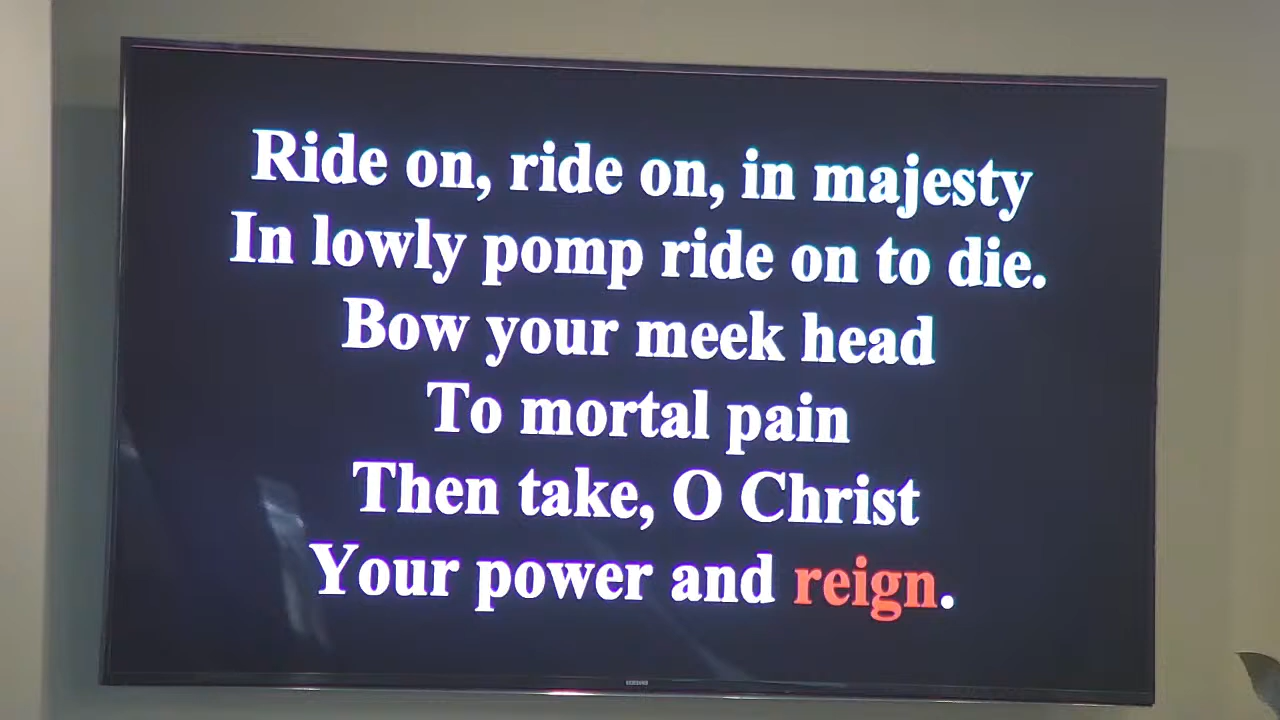 Ride on, ride on, in majesty
In lowly pomp ride on to die.
Bow your meek head
To mortal pain
Then take, O Christ
Your power and reign.
SAMSUNG